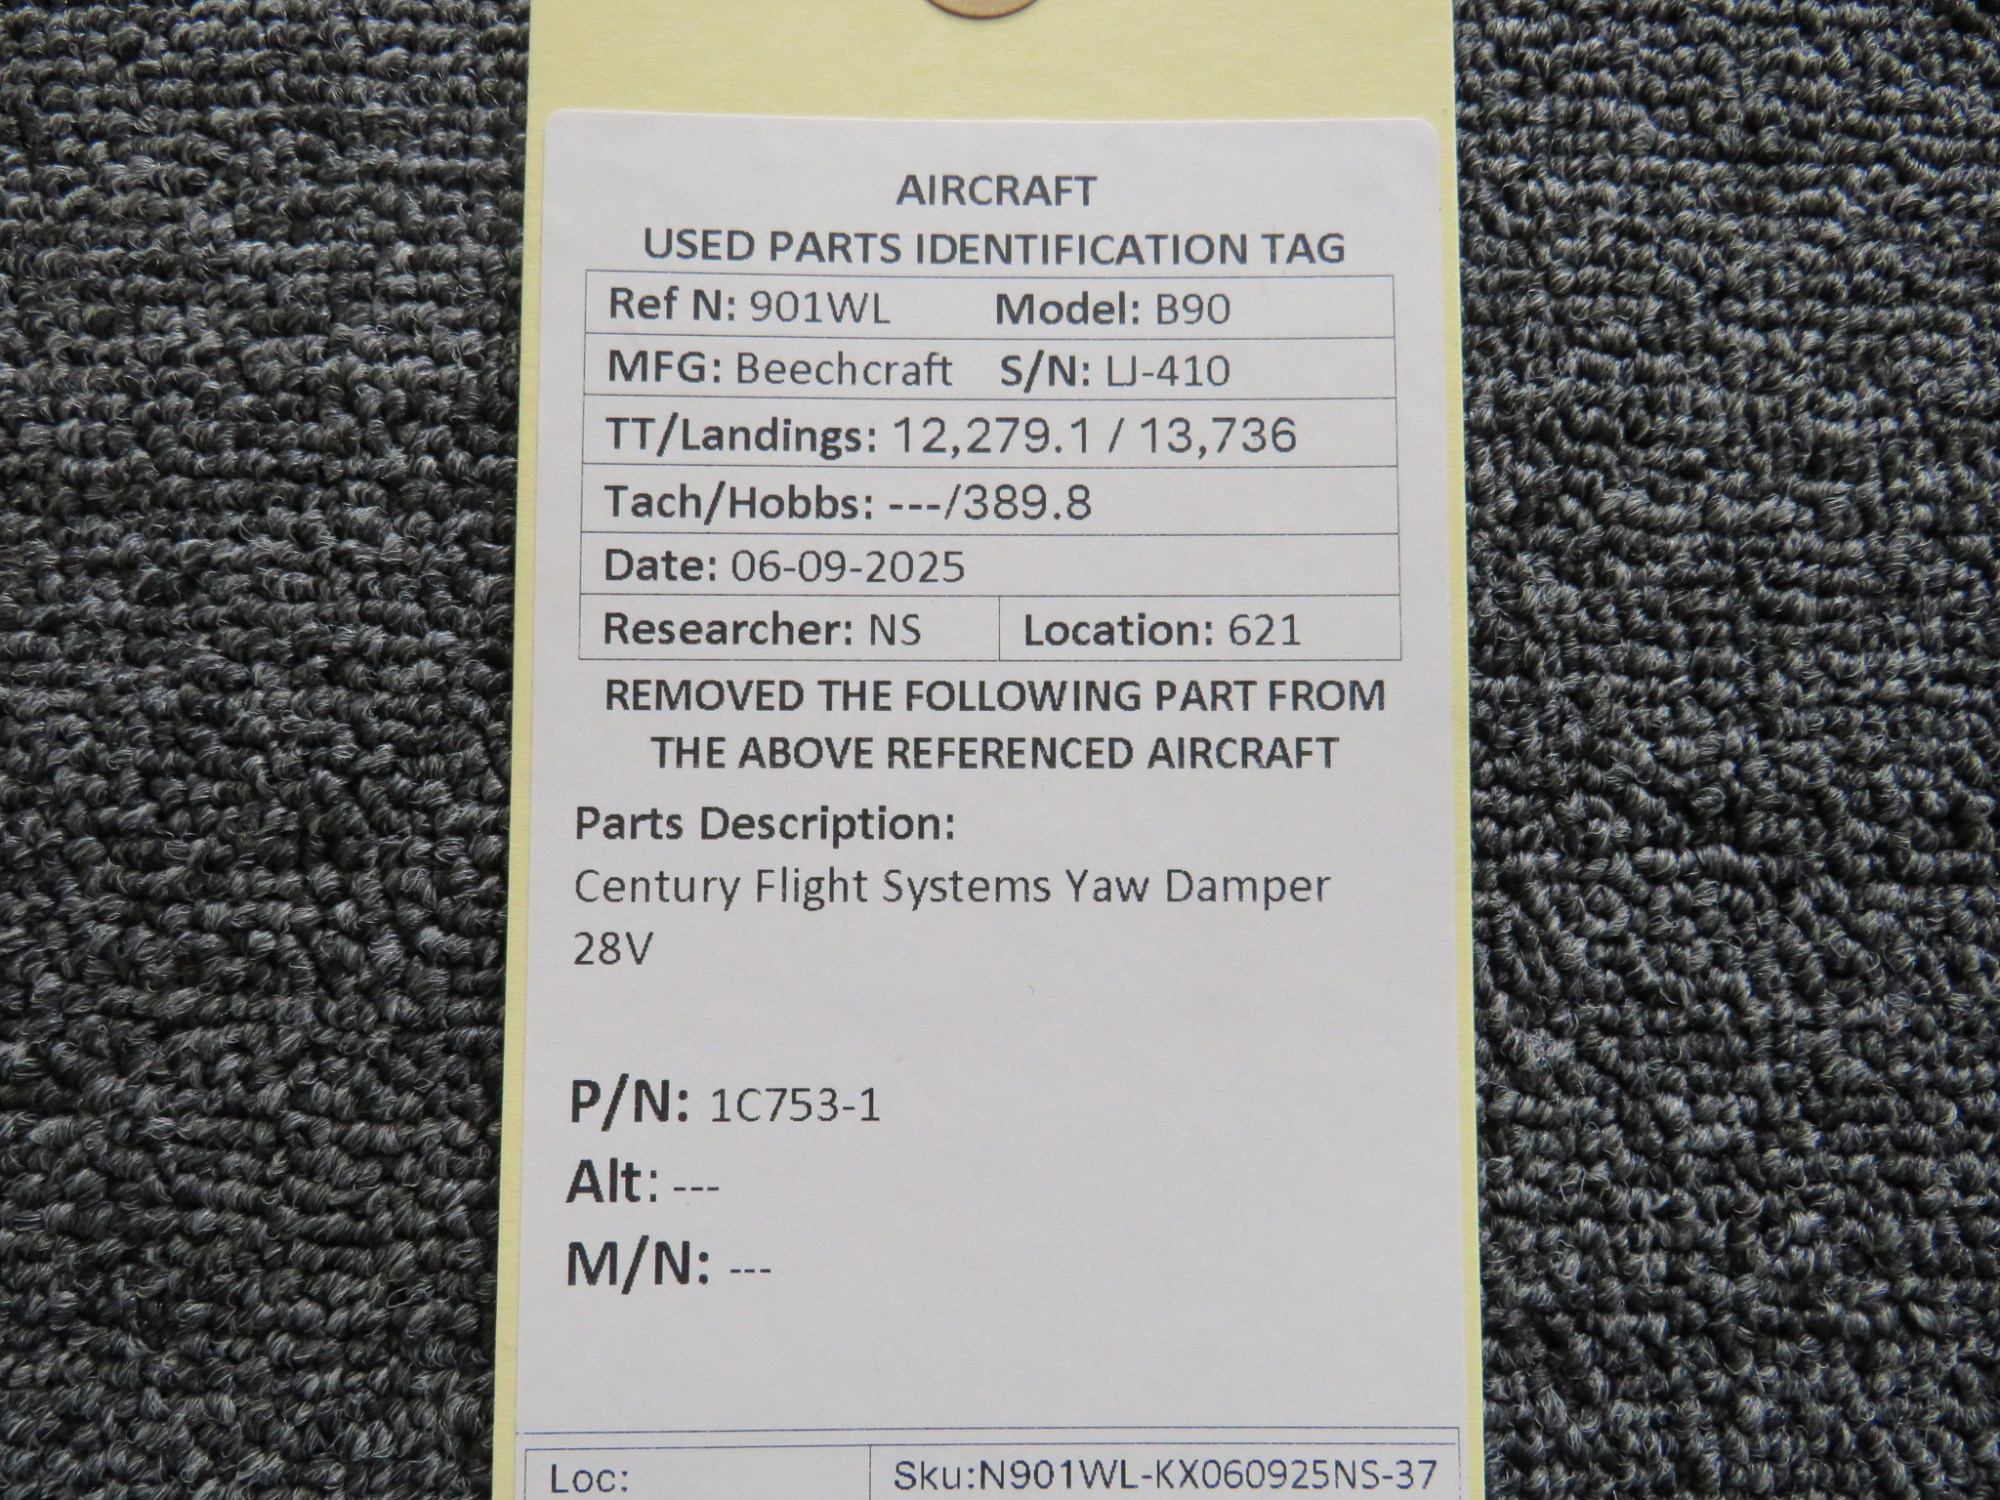 AIRCRAFT
USED PARTS IDENTIFICATION TAG
Ref N: 901WL Model: B90
MFG: Beechcraft S/N: LJ-410
TT/Landings: 12,279.1 / 13,736
Tach/Hobbs: ---/389.8
Date: 06-09-2025
Researcher: NS Location: 621
REMOVED THE FOLLOWING PART FROM
THE ABOVE REFERENCED AIRCRAFT
Parts Description:
Century Flight Systems Yaw Damper
28V
P/N: 1C753-1
Alt: ---
M/N: ---
Loc: Sku:N901WL-KX060925NS-37